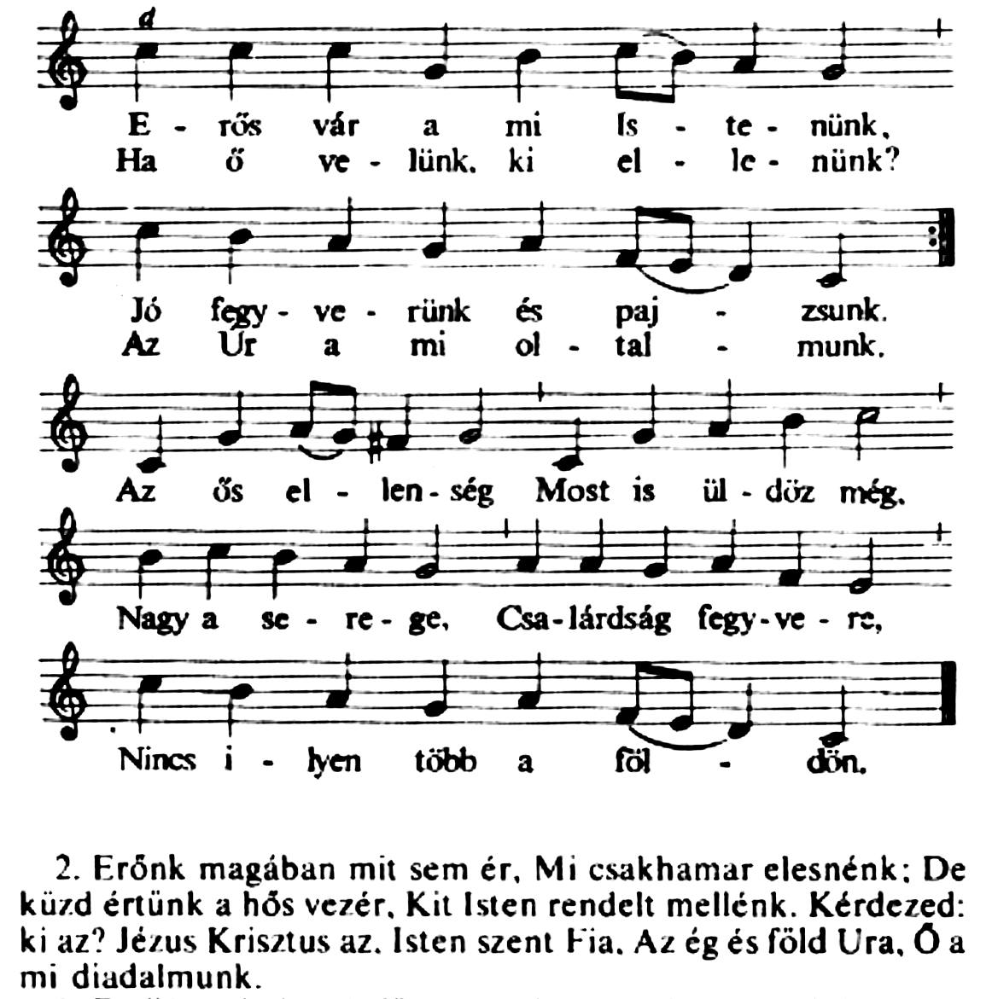 d
E - rős vár a mi Is - te - nünk,
Ha ő ve - lünk, ki el - le - nünk?
Jó fegy - ve - rünk és paj - zsunk.
Az Úr a mi ol - tal - munk.
Az ős el - len - ség Most is ül - döz még.
Nagy a se - re - ge, Csa - lárdság fegy - ve - re,
Nincs i - lyen több a föl - dön.
2. Erőnk magában mit sem ér, Mi csakhamar elesnénk; De
küzd értünk a hős vezér, Kit Isten rendelt mellénk. Kérdezed:
ki az? Jézus Krisztus az, Isten szent Fia, Az ég és föld Ura, Ő a
mi diadalmunk.